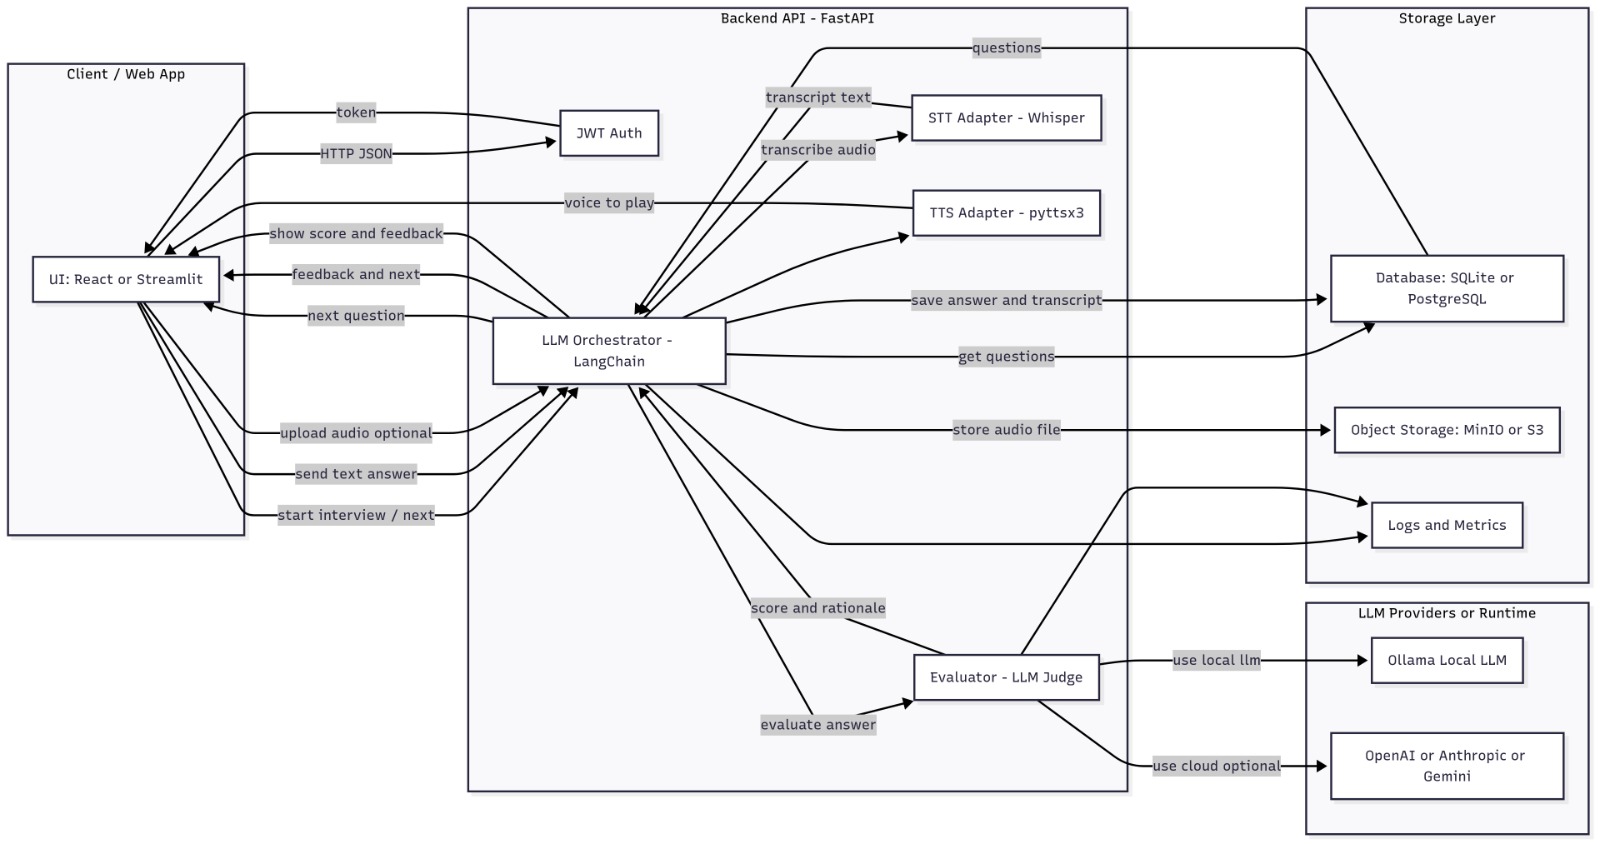 Backend API - FastAPI
Storage Layer
Client / Web App
questions
transcript text
STT Adapter - Whisper
token
JWT Auth
HTTP JSON
transcribe audio
voice to play
TTS Adapter - pyttsx3
show score and feedback
feedback and next
UI: React or Streamlit
next question
Database: SQLite or
PostgreSQL
save answer and transcript
LLM Orchestrator -
LangChain
get questions
upload audio optional
store audio file
Object Storage: MinIO or S3
send text answer
start interview / next
Logs and Metrics
score and rationale
LLM Providers or Runtime
Evaluator - LLM Judge
use local llm
Ollama Local LLM
evaluate answer
use cloud optional
OpenAI or Anthropic or
Gemini